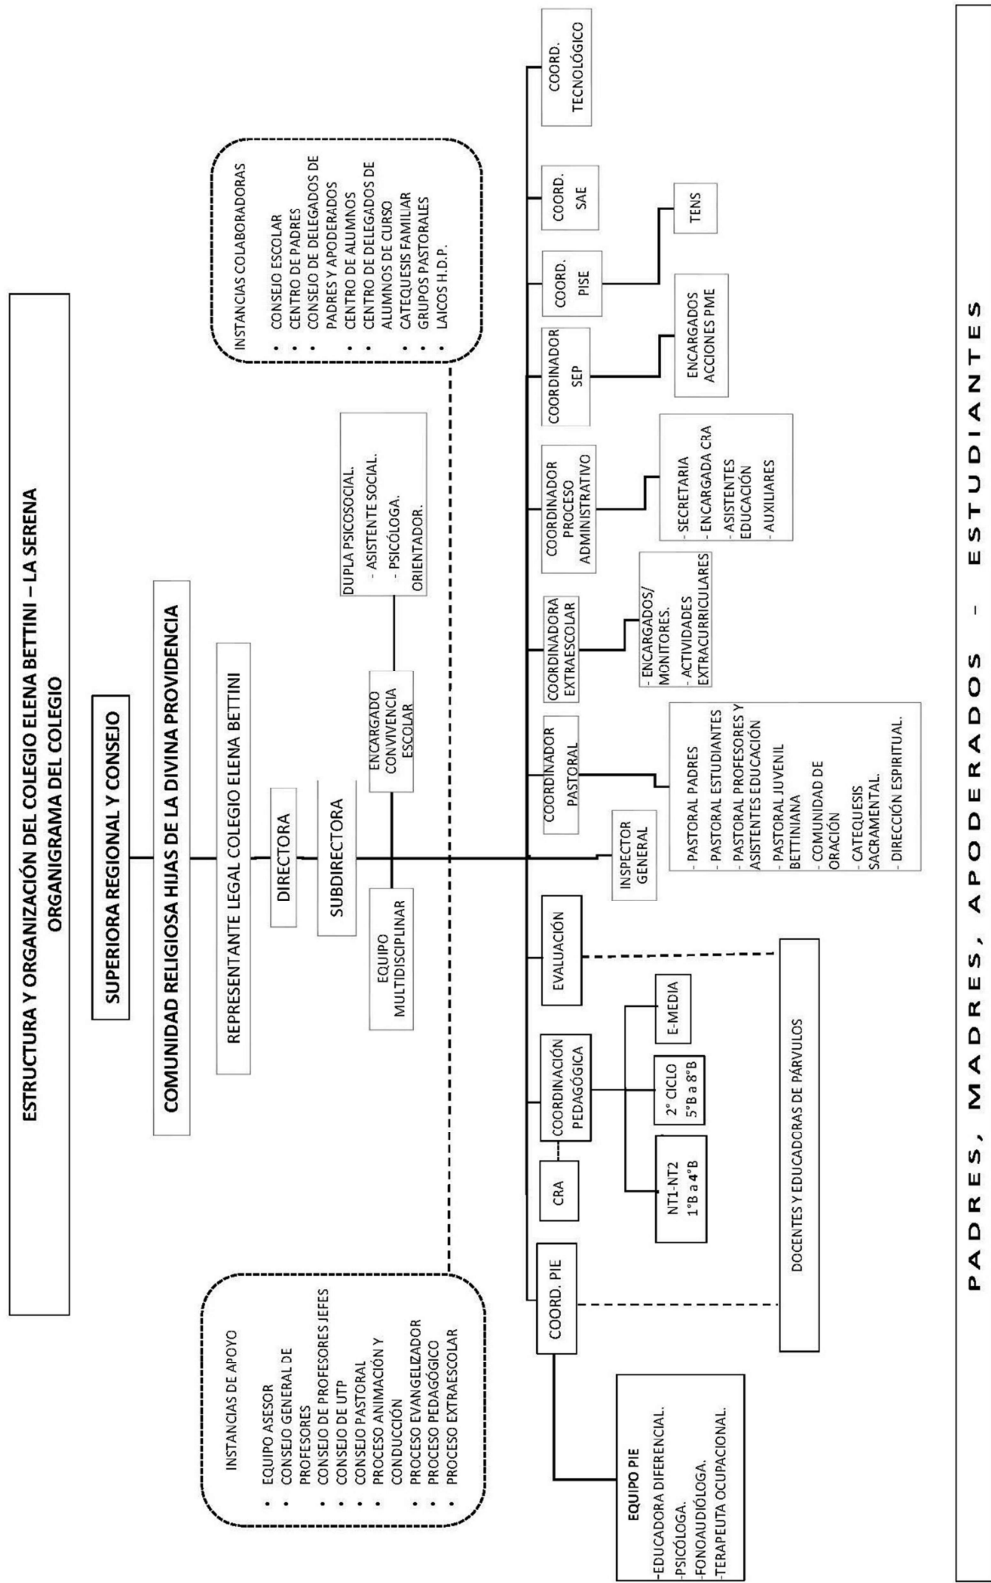 ESTRUCTURA Y ORGANIZACIÓN DEL COLEGIO ELENA BETTINI – LA SERENA
ORGANIGRAMA DEL COLEGIO
SUPERIORA REGIONAL Y CONSEJO
COMUNIDAD RELIGIOSA HIJAS DE LA DIVINA PROVIDENCIA
REPRESENTANTE LEGAL COLEGIO ELENA BETTINI
DIRECTORA
SUBDIRECTORA
EQUIPO
MULTIDISCIPLINAR
ENCARGADO
CONVIVENCIA
ESCOLAR
DUPLA PSICOSOCIAL.
- ASISTENTE SOCIAL.
- PSICÓLOGA.
ORIENTADOR.
INSTANCIAS DE APOYO
• EQUIPO ASESOR
• CONSEJO GENERAL DE
PROFESORES
• CONSEJO DE PROFESORES JEFES
• CONSEJO DE UTP
• CONSEJO PASTORAL
• PROCESO ANIMACIÓN Y
CONDUCCIÓN
• PROCESO EVANGELIZADOR
• PROCESO PEDAGÓGICO
• PROCESO EXTRAESCOLAR
INSTANCIAS COLABORADORAS
• CONSEJO ESCOLAR
• CENTRO DE PADRES
• CONSEJO DE DELEGADOS DE
PADRES Y APODERADOS
• CENTRO DE ALUMNOS
• CENTRO DE DELEGADOS DE
ALUMNOS DE CURSO
• CATEQUESIS FAMILIAR
• GRUPOS PASTORALES
• LAICOS H.D.P.
COORD. PIE
CRA
COORDINACIÓN
PEDAGÓGICA
EVALUACIÓN
INSPECTOR
GENERAL
COORDINADOR
PASTORAL
COORDINADORA
EXTRAESCOLAR
COORDINADOR
PROCESO
ADMINISTRATIVO
COORDINADOR
SEP
COORD.
PISE
COORD.
SAE
COORD.
TECNOLÓGICO
EQUIPO PIE
-EDUCADORA DIFERENCIAL.
-PSICÓLOGA.
-FONOAUDIÓLOGA.
-TERAPEUTA OCUPACIONAL.
NT1-NT2
1°B a 4°B
2° CICLO
5°B a 8°B
E-MEDIA
DOCENTES Y EDUCADORAS DE PÁRVULOS
- PASTORAL PADRES
- PASTORAL ESTUDIANTES
- PASTORAL PROFESORES Y
ASISTENTES EDUCACIÓN
- PASTORAL JUVENIL
BETTINIANA
- COMUNIDAD DE
ORACIÓN
- CATEQUESIS
SACRAMENTAL.
- DIRECCIÓN ESPIRITUAL.
- ENCARGADOS/
MONITORES.
- ACTIVIDADES
EXTRACURRICULARES
- SECRETARIA
- ENCARGADA CRA
- ASISTENTES
EDUCACIÓN
- AUXILIARES
ENCARGADOS
ACCIONES PME
TENS
PADRES, MADRES, APODERADOS - ESTUDIANTES